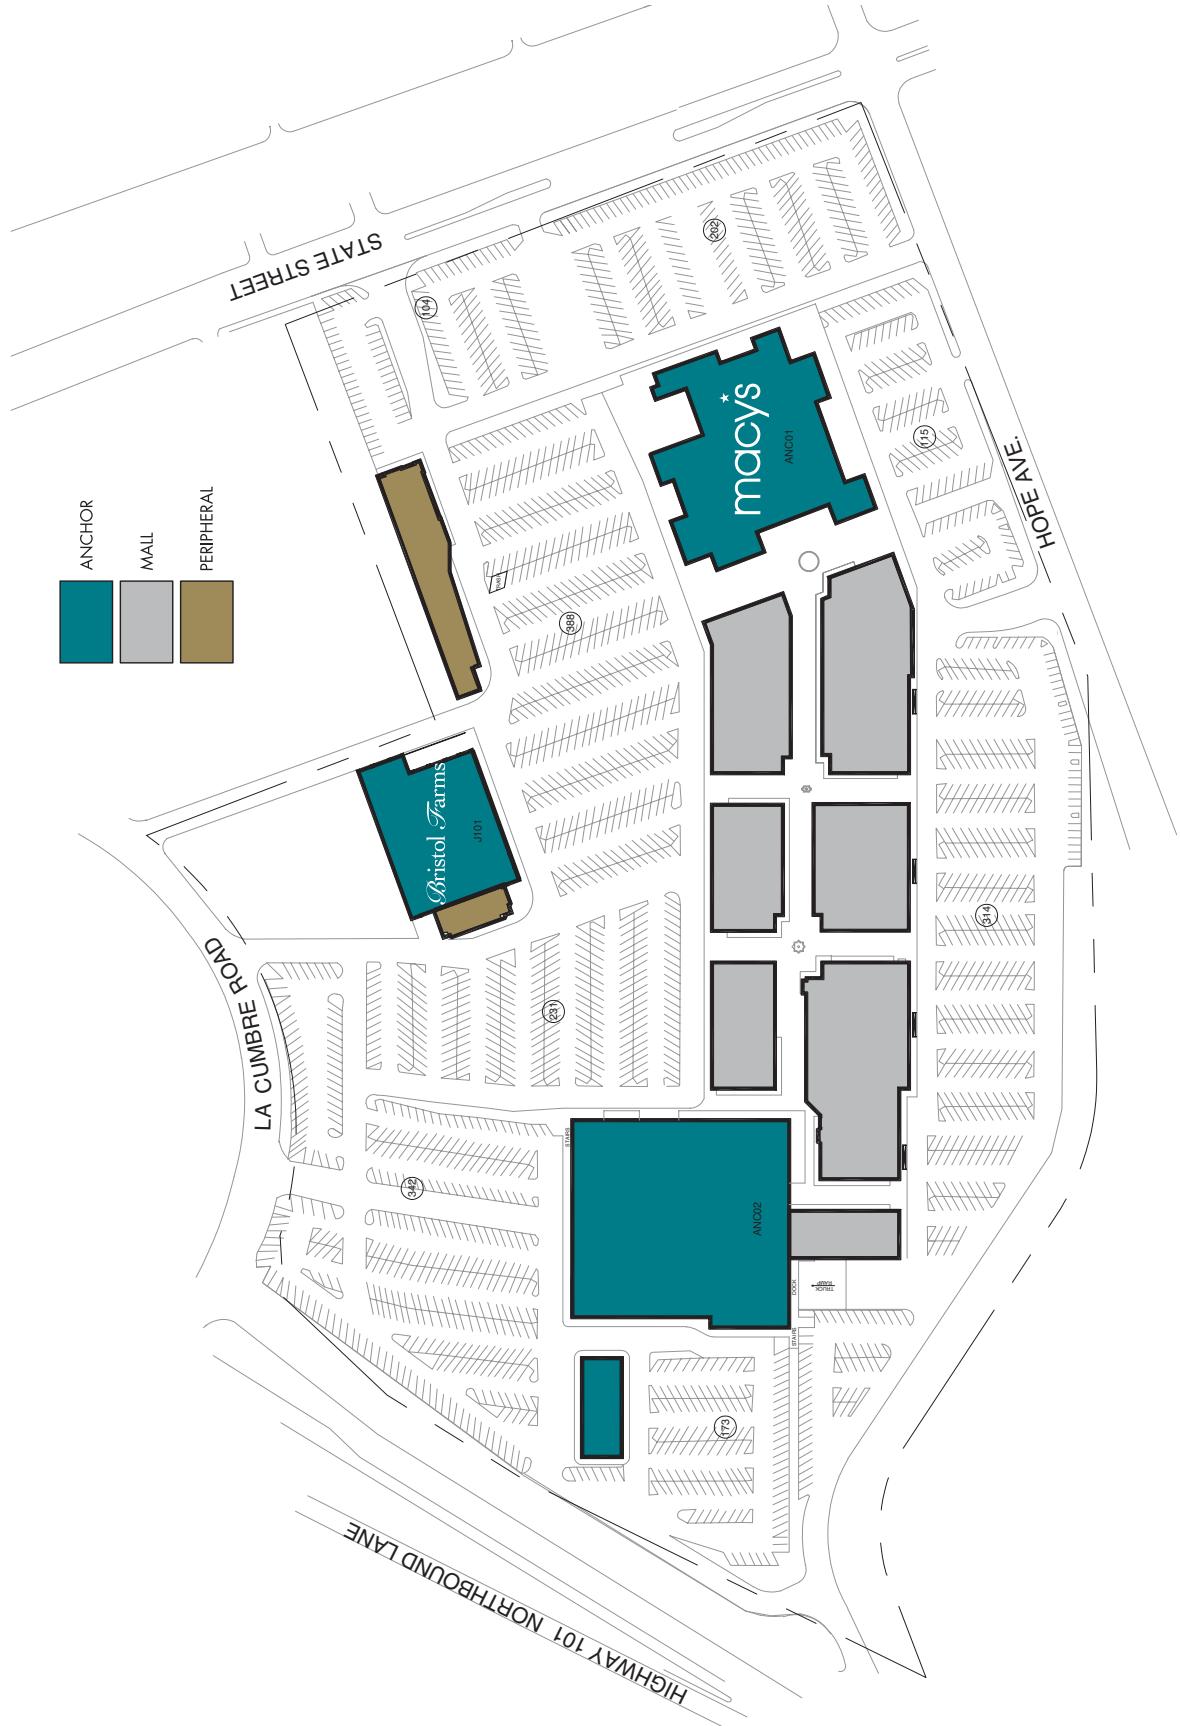 STATE STREET
202
104
ANCHOR
MALL
PERIPHERAL
macy's
ANC01
115
HOPE AVE.
TRASH
388
Bristol Farms
J101
314
LA CUMBRE ROAD
231
STAIRS
342
ANC02
DOCK
TRUCK
RAMP
STAIRS
173
HIGHWAY 101 NORTHBOUND LANE